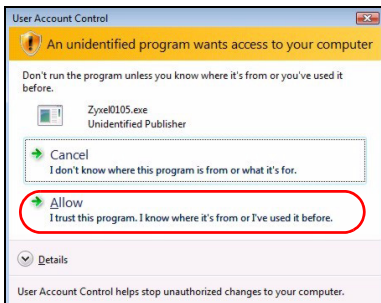 User Account Control
An unidentified program wants access to your computer
Don't run the program unless you know where it's from or you've used it
before.
Zyxel0105.exe
Unidentified Publisher
Cancel
I don't know where this program is from or what it's for.
Allow
I trust this program. I know where it's from or I've used it before.
Details
User Account Control helps stop unauthorized changes to your computer.